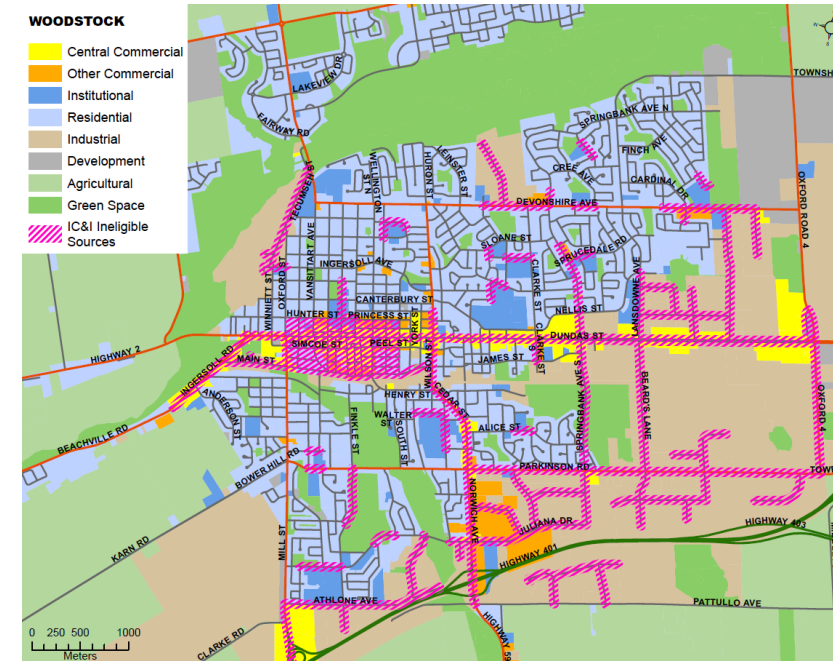 WOODSTOCK
Central Commercial
Other Commercial
Institutional
Residential
Industrial
Development
Agricultural
Green Space
IC&I Ineligible
Sources
LAKEVIEW DR
FAIRWAY RD
TECUMSEH ST
WELLINGTON
ST N
HURON ST
LEINSTER ST
SPRINGBANK AVE N
FINCH AVE
CREE AVE
CARDINAL DR
DEVONSHIRE AVE
OXFORD ROAD 4
VANSITTART AVE
SLOANE ST
SPRUCEDALE RD
INGERSOLL AVE
WINNIETT ST
OXFORD ST
CANTERBURY ST
CLARKE ST
LANSDOWNE AVE
HUNTER ST
PRINCESS ST
YORK ST
NELLIS ST
DUNDAS ST
SIMCOE ST
PEEL ST
CLARKE ST
S
HIGHWAY 2
MAIN ST
INGERSOLL RD
WILSON ST
JAMES ST
HENRY ST
CEDAR ST
SPRINGBANK AVE S
BEARD'S LANE
OXFORD 4
ANDERSON ST
FINKLE ST
WALTER
ST
SOUTH ST
ALICE ST
BEACHVILLE RD
BOWER HILL RD
PARKINSON RD
NORWICH AVE
JULIANA DR
HIGHWAY 403
KARN RD
MILL ST
HIGHWAY 401
ATHLONE AVE
PATTULLO AVE
CLARKE RD
HIGHWAY 59
0 250 500 1000
Meters